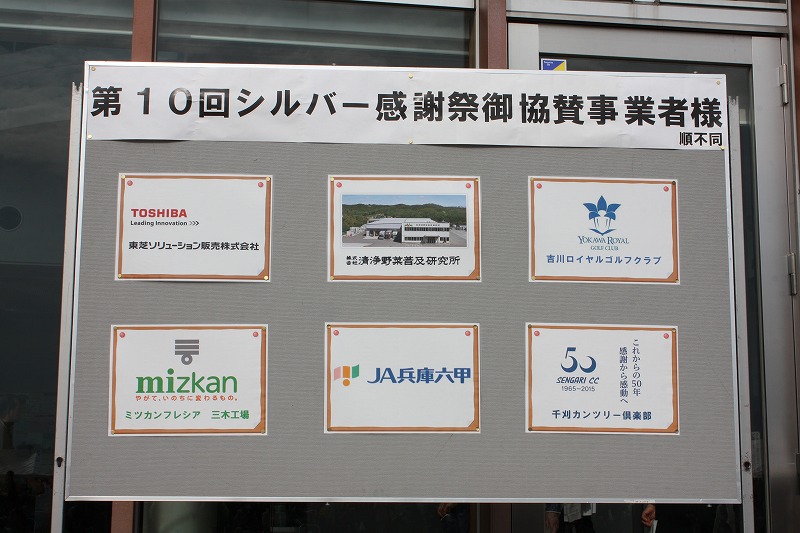 第１０回シルバー感謝祭御協賛事業者様
順不同
TOSHIBA
Leading Innovation >>>
東芝ソリューション販売株式会社
株式会社 清浄野菜普及研究所
YOKAWA ROYAL
GOLF CLUB
吉川ロイヤルゴルフクラブ
mizkan
やがて、いのちに変わるもの。
ミツカンフレシア 三木工場
JA兵庫六甲
50
SENGARI CC
1965-2015
これからの50年
感謝から感動へ
千刈カンツリー倶楽部